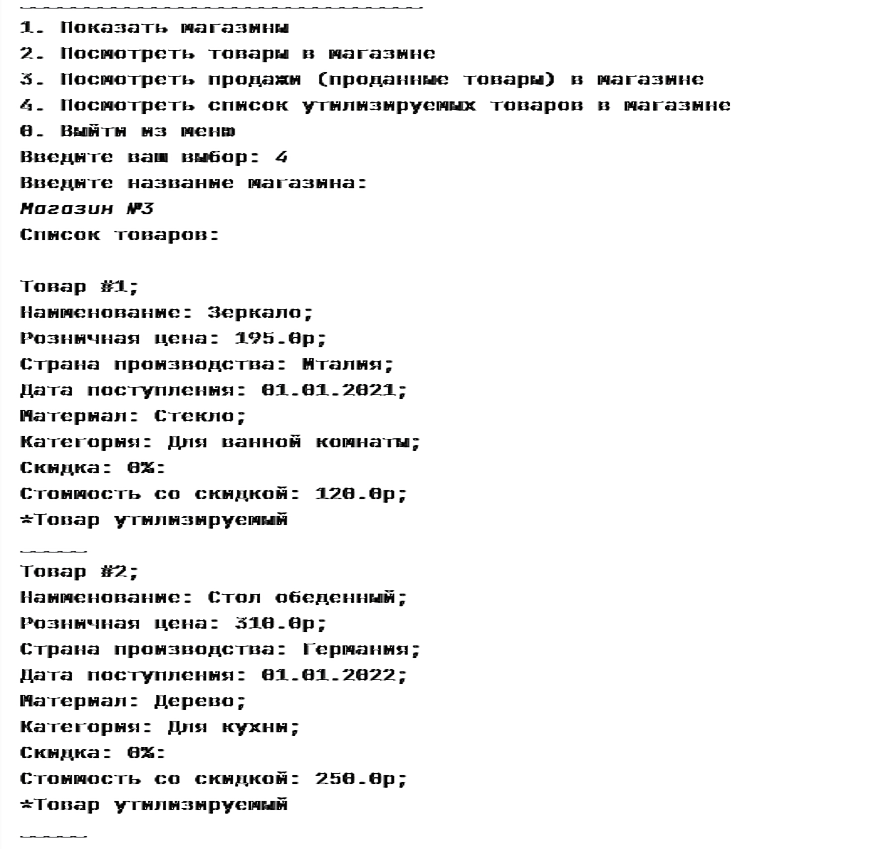 1. Показать магазины
2. Посмотреть товары в магазине
3. Посмотреть продажи (проданные товары) в магазине
4. Посмотреть список утилизируемых товаров в магазине
0. Выйти из меню
Введите ваш выбор: 4
Введите название магазина:
Магазин №3
Список товаров:
Товар #1;
Наименование: Зеркало;
Розничная цена: 195.0р;
Страна производства: Италия;
Дата поступления: 01.01.2021;
Материал: Стекло;
Категория: Для ванной комнаты;
Скидка: 0%:
Стоимость со скидкой: 120.0р;
*Товар утилизируемый
Товар #2;
Наименование: Стол обеденный;
Розничная цена: 310.0р;
Страна производства: Германия;
Дата поступления: 01.01.2022;
Материал: Дерево;
Категория: Для кухни;
Скидка: 0%:
Стоимость со скидкой: 250.0р;
*Товар утилизируемый